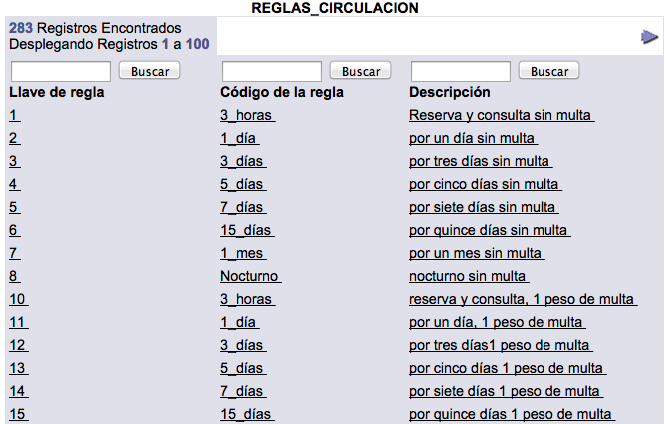 REGLAS_CIRCULACION
283 Registros Encontrados
Desplegando Registros 1 a 100
Buscar Buscar Buscar
Llave de regla Código de la regla Descripción
1 3_horas Reserva y consulta sin multa
2 1_día por un día sin multa
3 3_días por tres días sin multa
4 5_días por cinco días sin multa
5 7_días por siete días sin multa
6 15_días por quince días sin multa
7 1_mes por un mes sin multa
8 Nocturno nocturno sin multa
10 3_horas reserva y consulta, 1 peso de multa
11 1_día por un día, 1 peso de multa
12 3_días por tres días1 peso de multa
13 5_días por cinco días 1 peso de multa
14 7_días por siete días 1 peso de multa
15 15_días por quince días 1 peso de multa